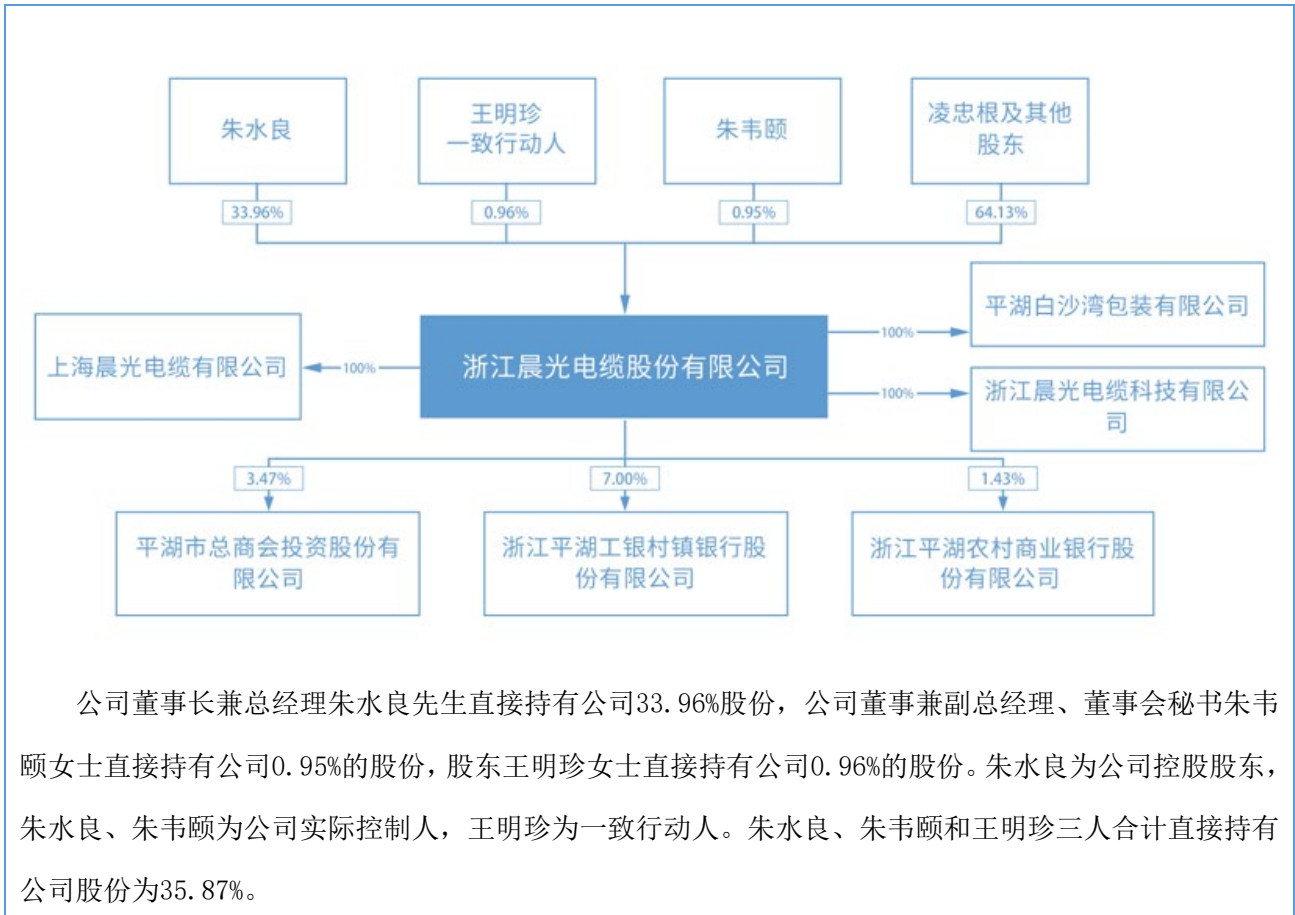 朱水良
王明珍
一致行动人
朱韦颐
凌忠根及其他
股东
33.96%
0.96%
0.95%
64.13%
上海晨光电缆有限公司
100%
浙江晨光电缆股份有限公司
100%
平湖白沙湾包装有限公司
100%
浙江晨光电缆科技有限公
司
3.47%
7.00%
1.43%
平湖市总商会投资股份有
限公司
浙江平湖工银村镇银行股
份有限公司
浙江平湖农村商业银行股
份有限公司
公司董事长兼总经理朱水良先生直接持有公司33.96%股份，公司董事兼副总经理、董事会秘书朱韦
颐女士直接持有公司0.95%的股份，股东王明珍女士直接持有公司0.96%的股份。朱水良为公司控股股东，
朱水良、朱韦颐为公司实际控制人，王明珍为一致行动人。朱水良、朱韦颐和王明珍三人合计直接持有
公司股份为35.87%。